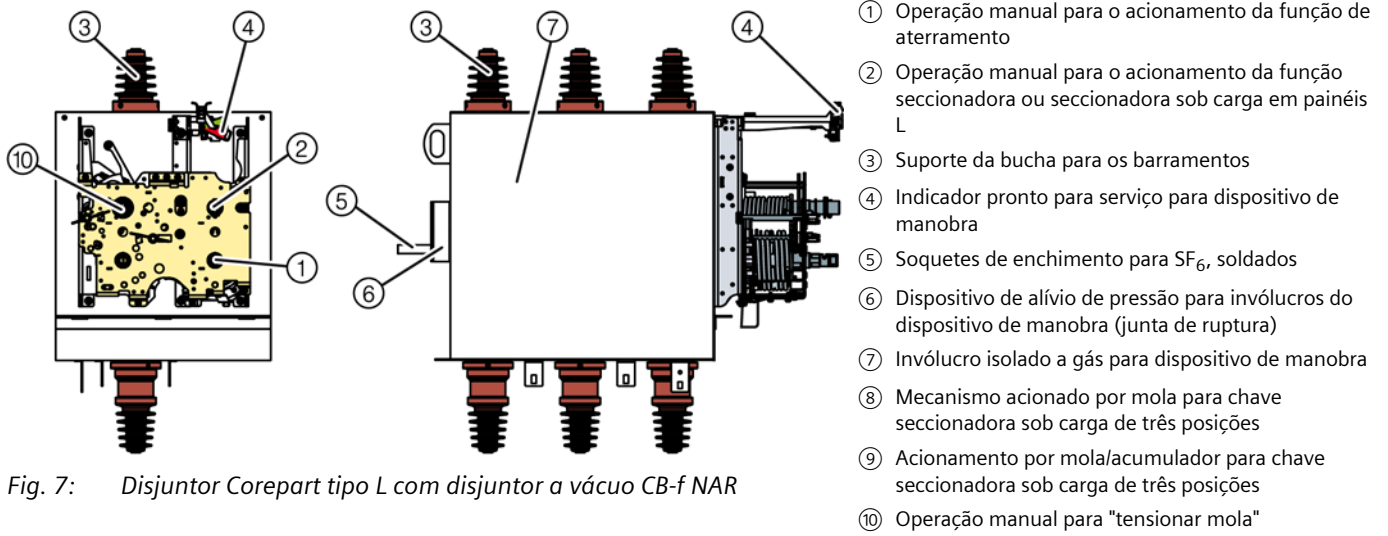 ③ ④ ③ ⑦ ④
⑩ ② ⑤ ① ⑥
Fig. 7: Disjuntor Corepart tipo L com disjuntor a vácuo CB-f NAR
① Operação manual para o acionamento da função de
aterramento
② Operação manual para o acionamento da função
seccionadora ou seccionadora sob carga em painéis
L
③ Suporte da bucha para os barramentos
④ Indicador pronto para serviço para dispositivo de
manobra
⑤ Soquetes de enchimento para SF₆, soldados
⑥ Dispositivo de alívio de pressão para invólucros do
dispositivo de manobra (junta de ruptura)
⑦ Invólucro isolado a gás para dispositivo de manobra
⑧ Mecanismo acionado por mola para chave
seccionadora sob carga de três posições
⑨ Acionamento por mola/acumulador para chave
seccionadora sob carga de três posições
⑩ Operação manual para "tensionar mola"